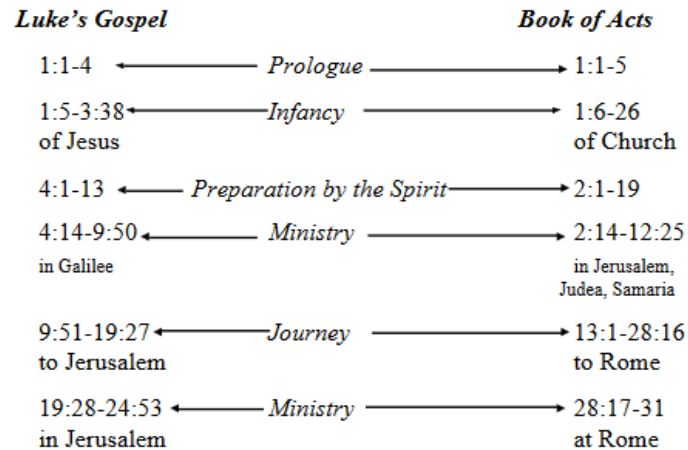 Luke's Gospel Book of Acts
1:1-4 Prologue 1:1-5
1:5-3:38 Infancy 1:6-26
of Jesus of Church
4:1-13 Preparation by the Spirit 2:1-19
4:14-9:50 Ministry 2:14-12:25
in Galilee in Jerusalem,
Judea, Samaria
9:51-19:27 Journey 13:1-28:16
to Jerusalem to Rome
19:28-24:53 Ministry 28:17-31
in Jerusalem at Rome